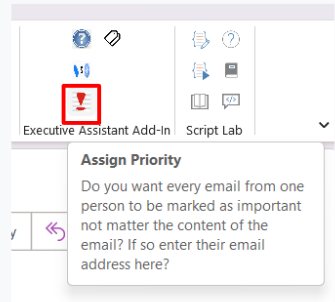 Executive Assistant Add-In
Script Lab
Assign Priority
Do you want every email from one
person to be marked as important
not matter the content of the
email? If so enter their email
address here?
y